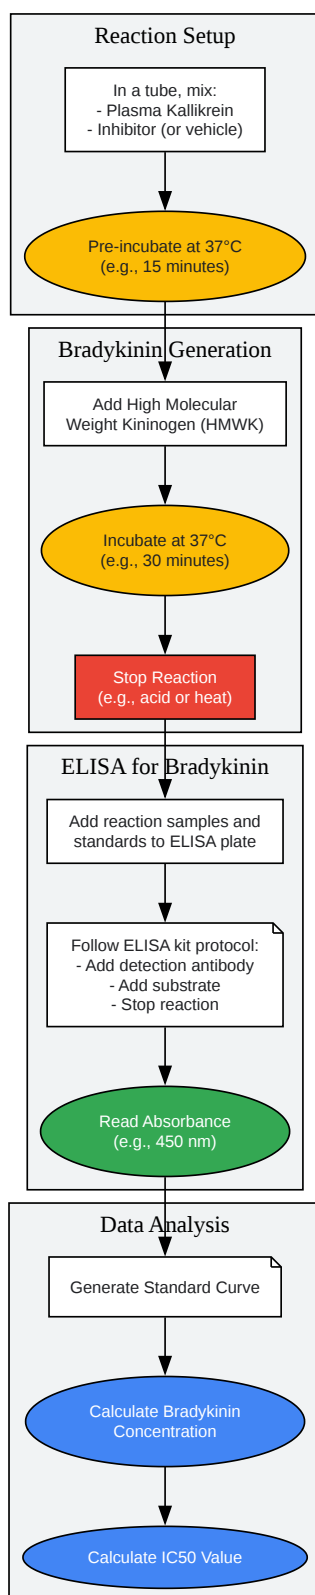 Reaction Setup
In a tube, mix:
- Plasma Kallikrein
- Inhibitor (or vehicle)
Pre-incubate at 37°C
(e.g., 15 minutes)
Bradykinin Generation
Add High Molecular
Weight Kininogen (HMWK)
Incubate at 37°C
(e.g., 30 minutes)
Stop Reaction
(e.g., acid or heat)
ELISA for Bradykinin
Add reaction samples and
standards to ELISA plate
Follow ELISA kit protocol:
- Add detection antibody
- Add substrate
- Stop reaction
Read Absorbance
(e.g., 450 nm)
Data Analysis
Generate Standard Curve
Calculate Bradykinin
Concentration
Calculate IC50 Value